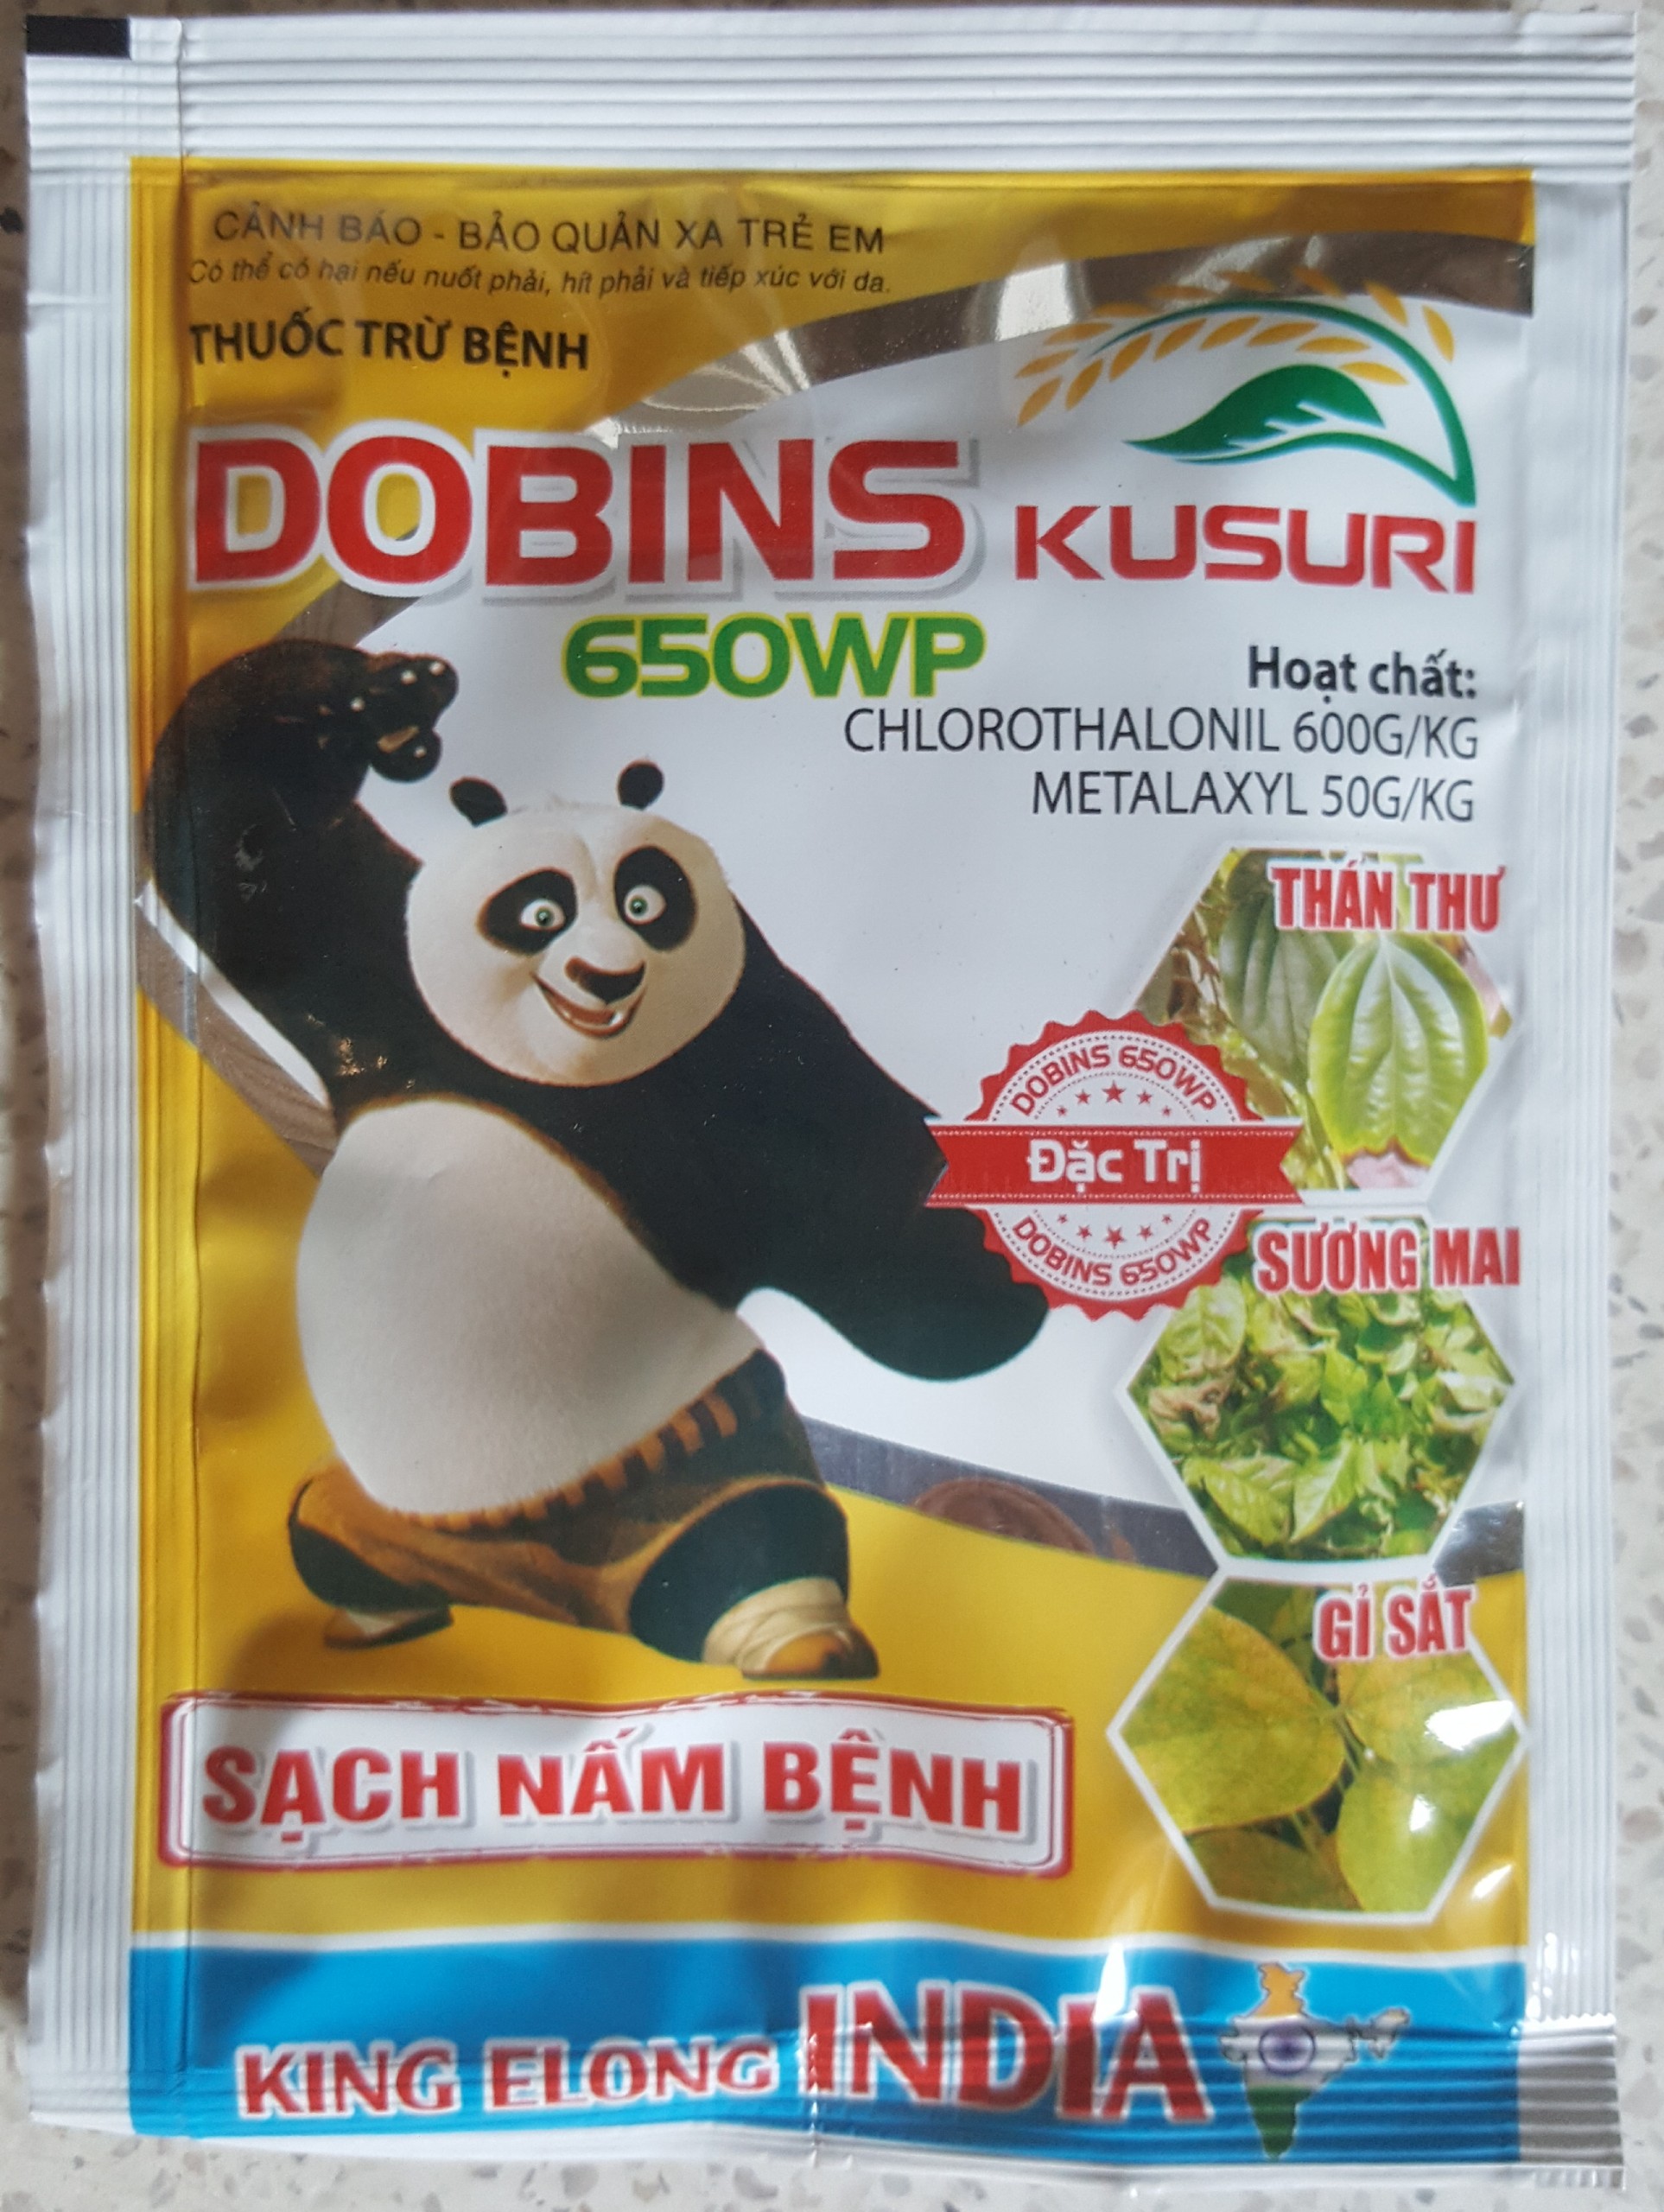 CẢNH BÁO - BẢO QUẢN XA TRẺ EM
Có thể có hại nếu nuốt phải, hít phải và tiếp xúc với da.
THUỐC TRỪ BỆNH
DOBINS
KUSURI
650WP
Hoạt chất:
CHLOROTHALONIL 600G/KG
METALAXYL 50G/KG
THÁN THƯ
DOBINS 650WP
Đặc Trị
DOBINS 650WP
SƯƠNG MAI
GỈ SẮT
SẠCH NẤM BỆNH
KING ELONG INDIA